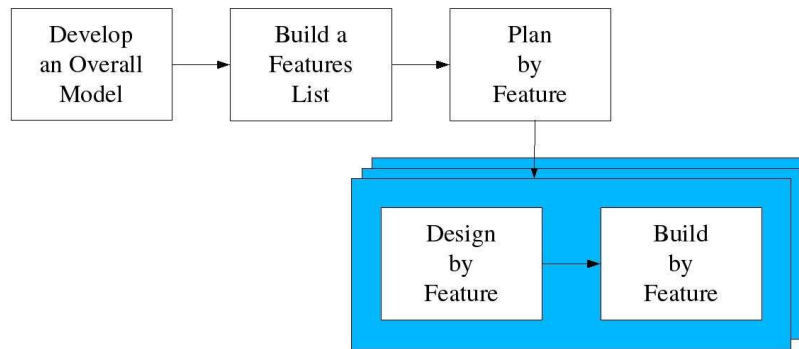 Develop
an Overall
Model
Build a
Features
List
Plan
by
Feature
Design
by
Feature
Build
by
Feature